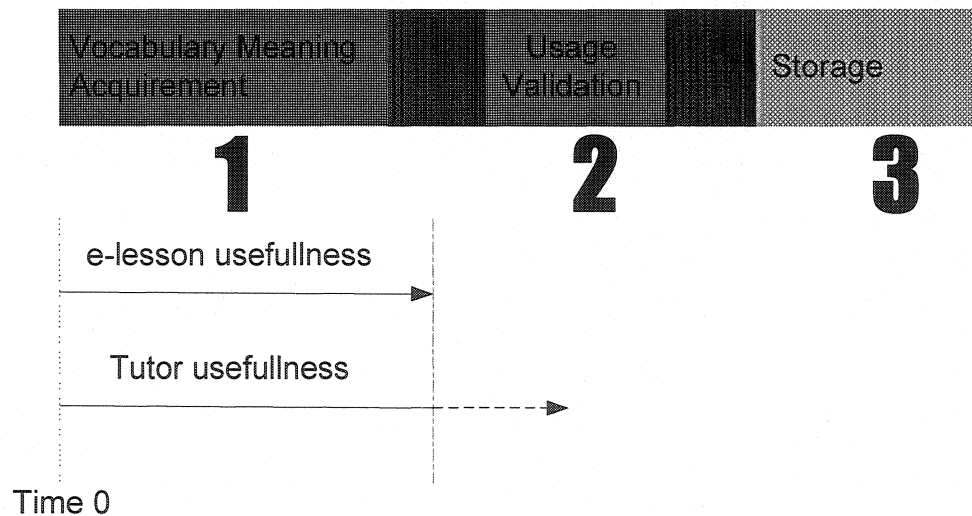 Vocabulary Meaning
Acquirement
Usage
Validation
Storage
1
2
3
e-lesson usefullness
Tutor usefullness
Time 0